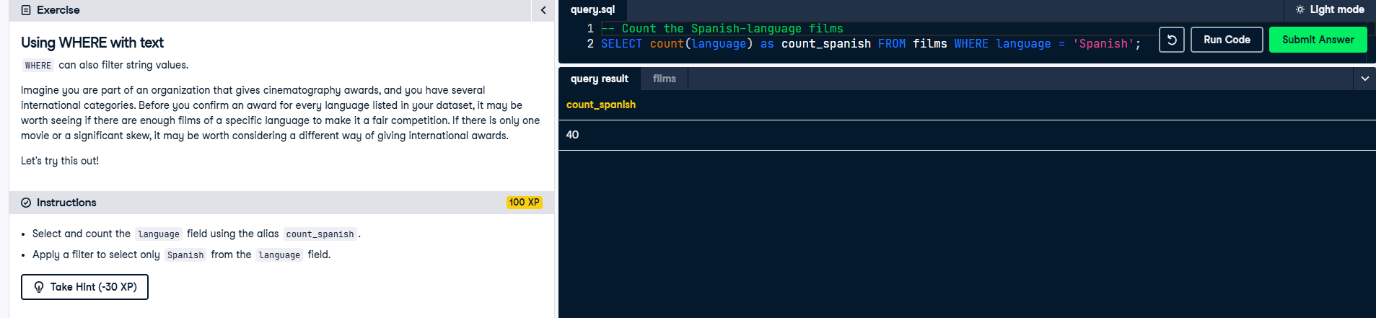 Exercise
Using WHERE with text
WHERE can also filter string values.
Imagine you are part of an organization that gives cinematography awards, and you have several
international categories. Before you confirm an award for every language listed in your dataset, it may be
worth seeing if there are enough films of a specific language to make it a fair competition. If there is only one
movie or a significant skew, it may be worth considering a different way of giving international awards.
Let's try this out!
Instructions
100 XP
• Select and count the language field using the alias count_spanish.
• Apply a filter to select only Spanish from the language field.
Take Hint (-30 XP)
query.sql
Light mode
1 -- Count the Spanish-language films
2 SELECT count(language) as count_spanish FROM films WHERE language = 'Spanish';
Run Code
Submit Answer
query result
films
count_spanish
40